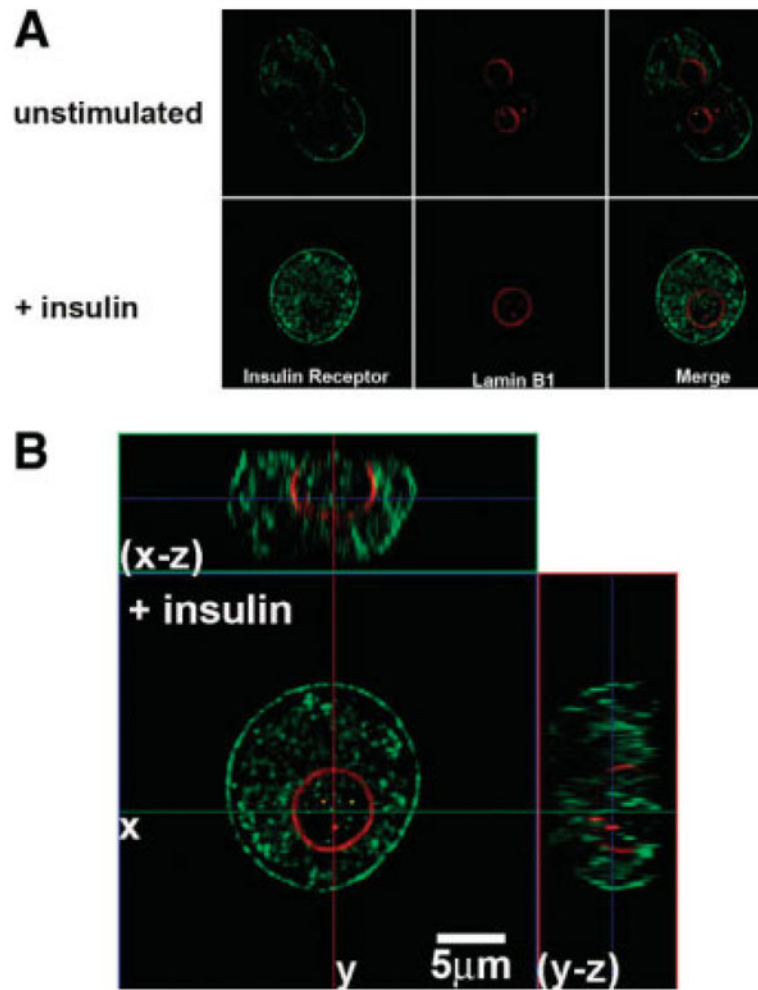 A
unstimulated
+ insulin
Insulin Receptor
Lamin B1
Merge
B
(x-z)
+ insulin
x
y
5μm
(y-z)